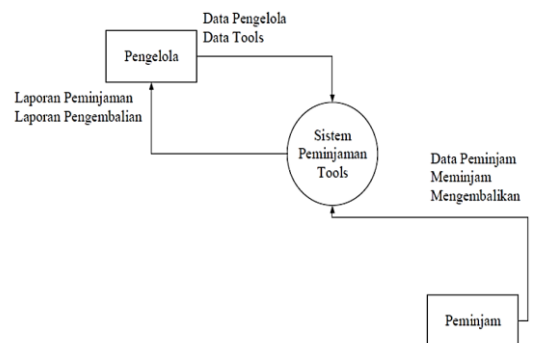 Data Pengelola
Data Tools
Pengelola
Laporan Peminjaman
Laporan Pengembalian
Sistem
Peminjaman
Tools
Data Peminjam
Meminjam
Mengembalikan
Peminjam